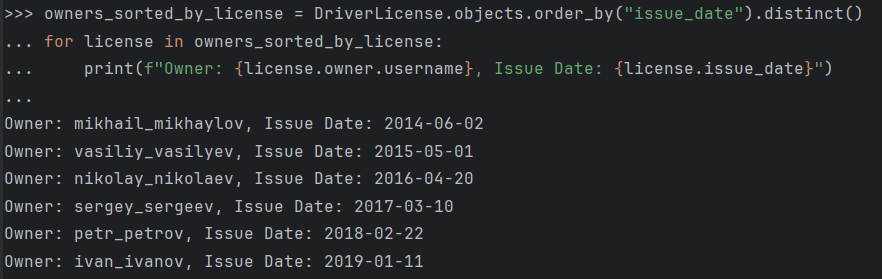 >>> owners_sorted_by_license = DriverLicense.objects.order_by("issue_date").distinct()
... for license in owners_sorted_by_license:
...     print(f"Owner: {license.owner.username}, Issue Date: {license.issue_date}")
...
Owner: mikhail_mikhaylov, Issue Date: 2014-06-02
Owner: vasiliy_vasilyev, Issue Date: 2015-05-01
Owner: nikolay_nikolaev, Issue Date: 2016-04-20
Owner: sergey_sergeev, Issue Date: 2017-03-10
Owner: petr_petrov, Issue Date: 2018-02-22
Owner: ivan_ivanov, Issue Date: 2019-01-11